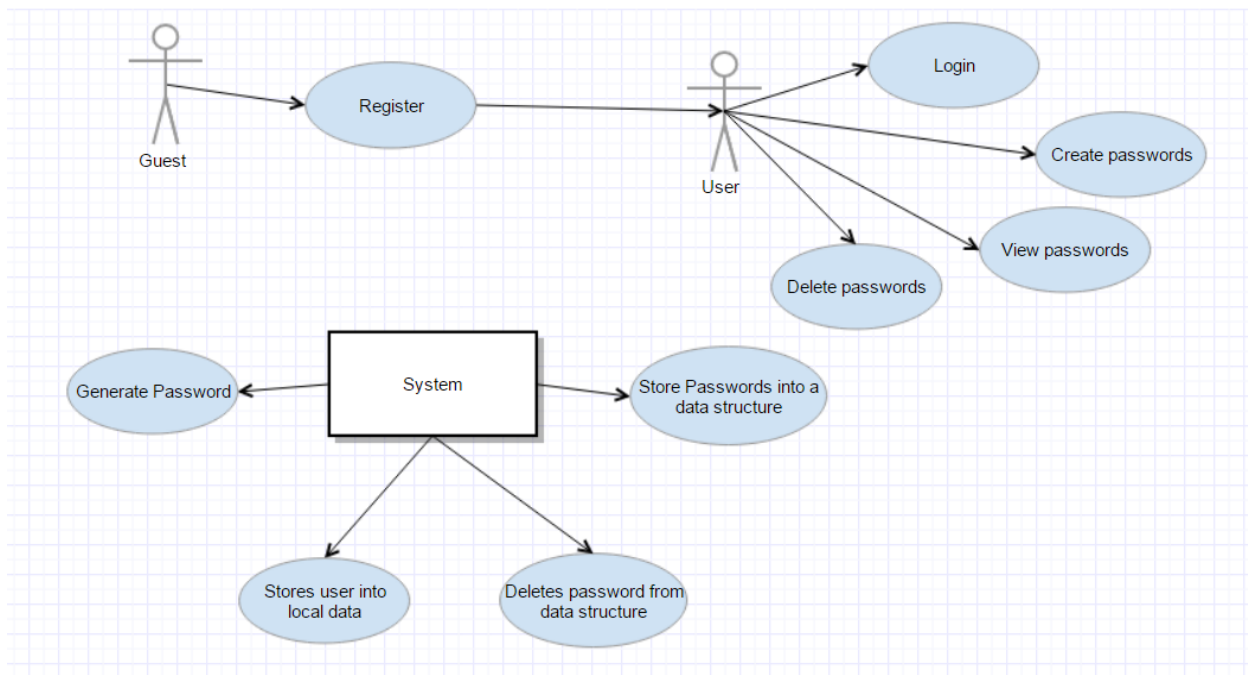 Login
Register
Create passwords
Guest
User
View passwords
Delete passwords
System
Generate Password
Store Passwords into a
data structure
Stores user into
local data
Deletes password from
data structure